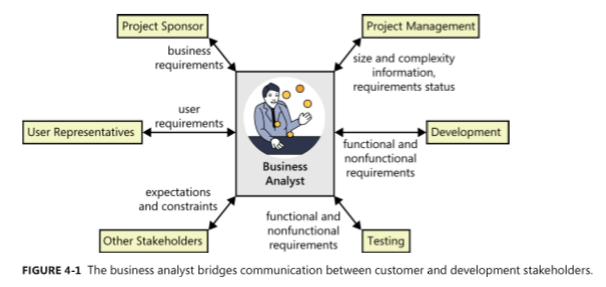 Project Sponsor
Project Management
business
requirements
size and complexity
information,
requirements status
User Representatives
user
requirements
Development
functional and
nonfunctional
requirements
Business
Analyst
expectations
and constraints
functional and
nonfunctional
requirements
Other Stakeholders
Testing
FIGURE 4-1 The business analyst bridges communication between customer and development stakeholders.